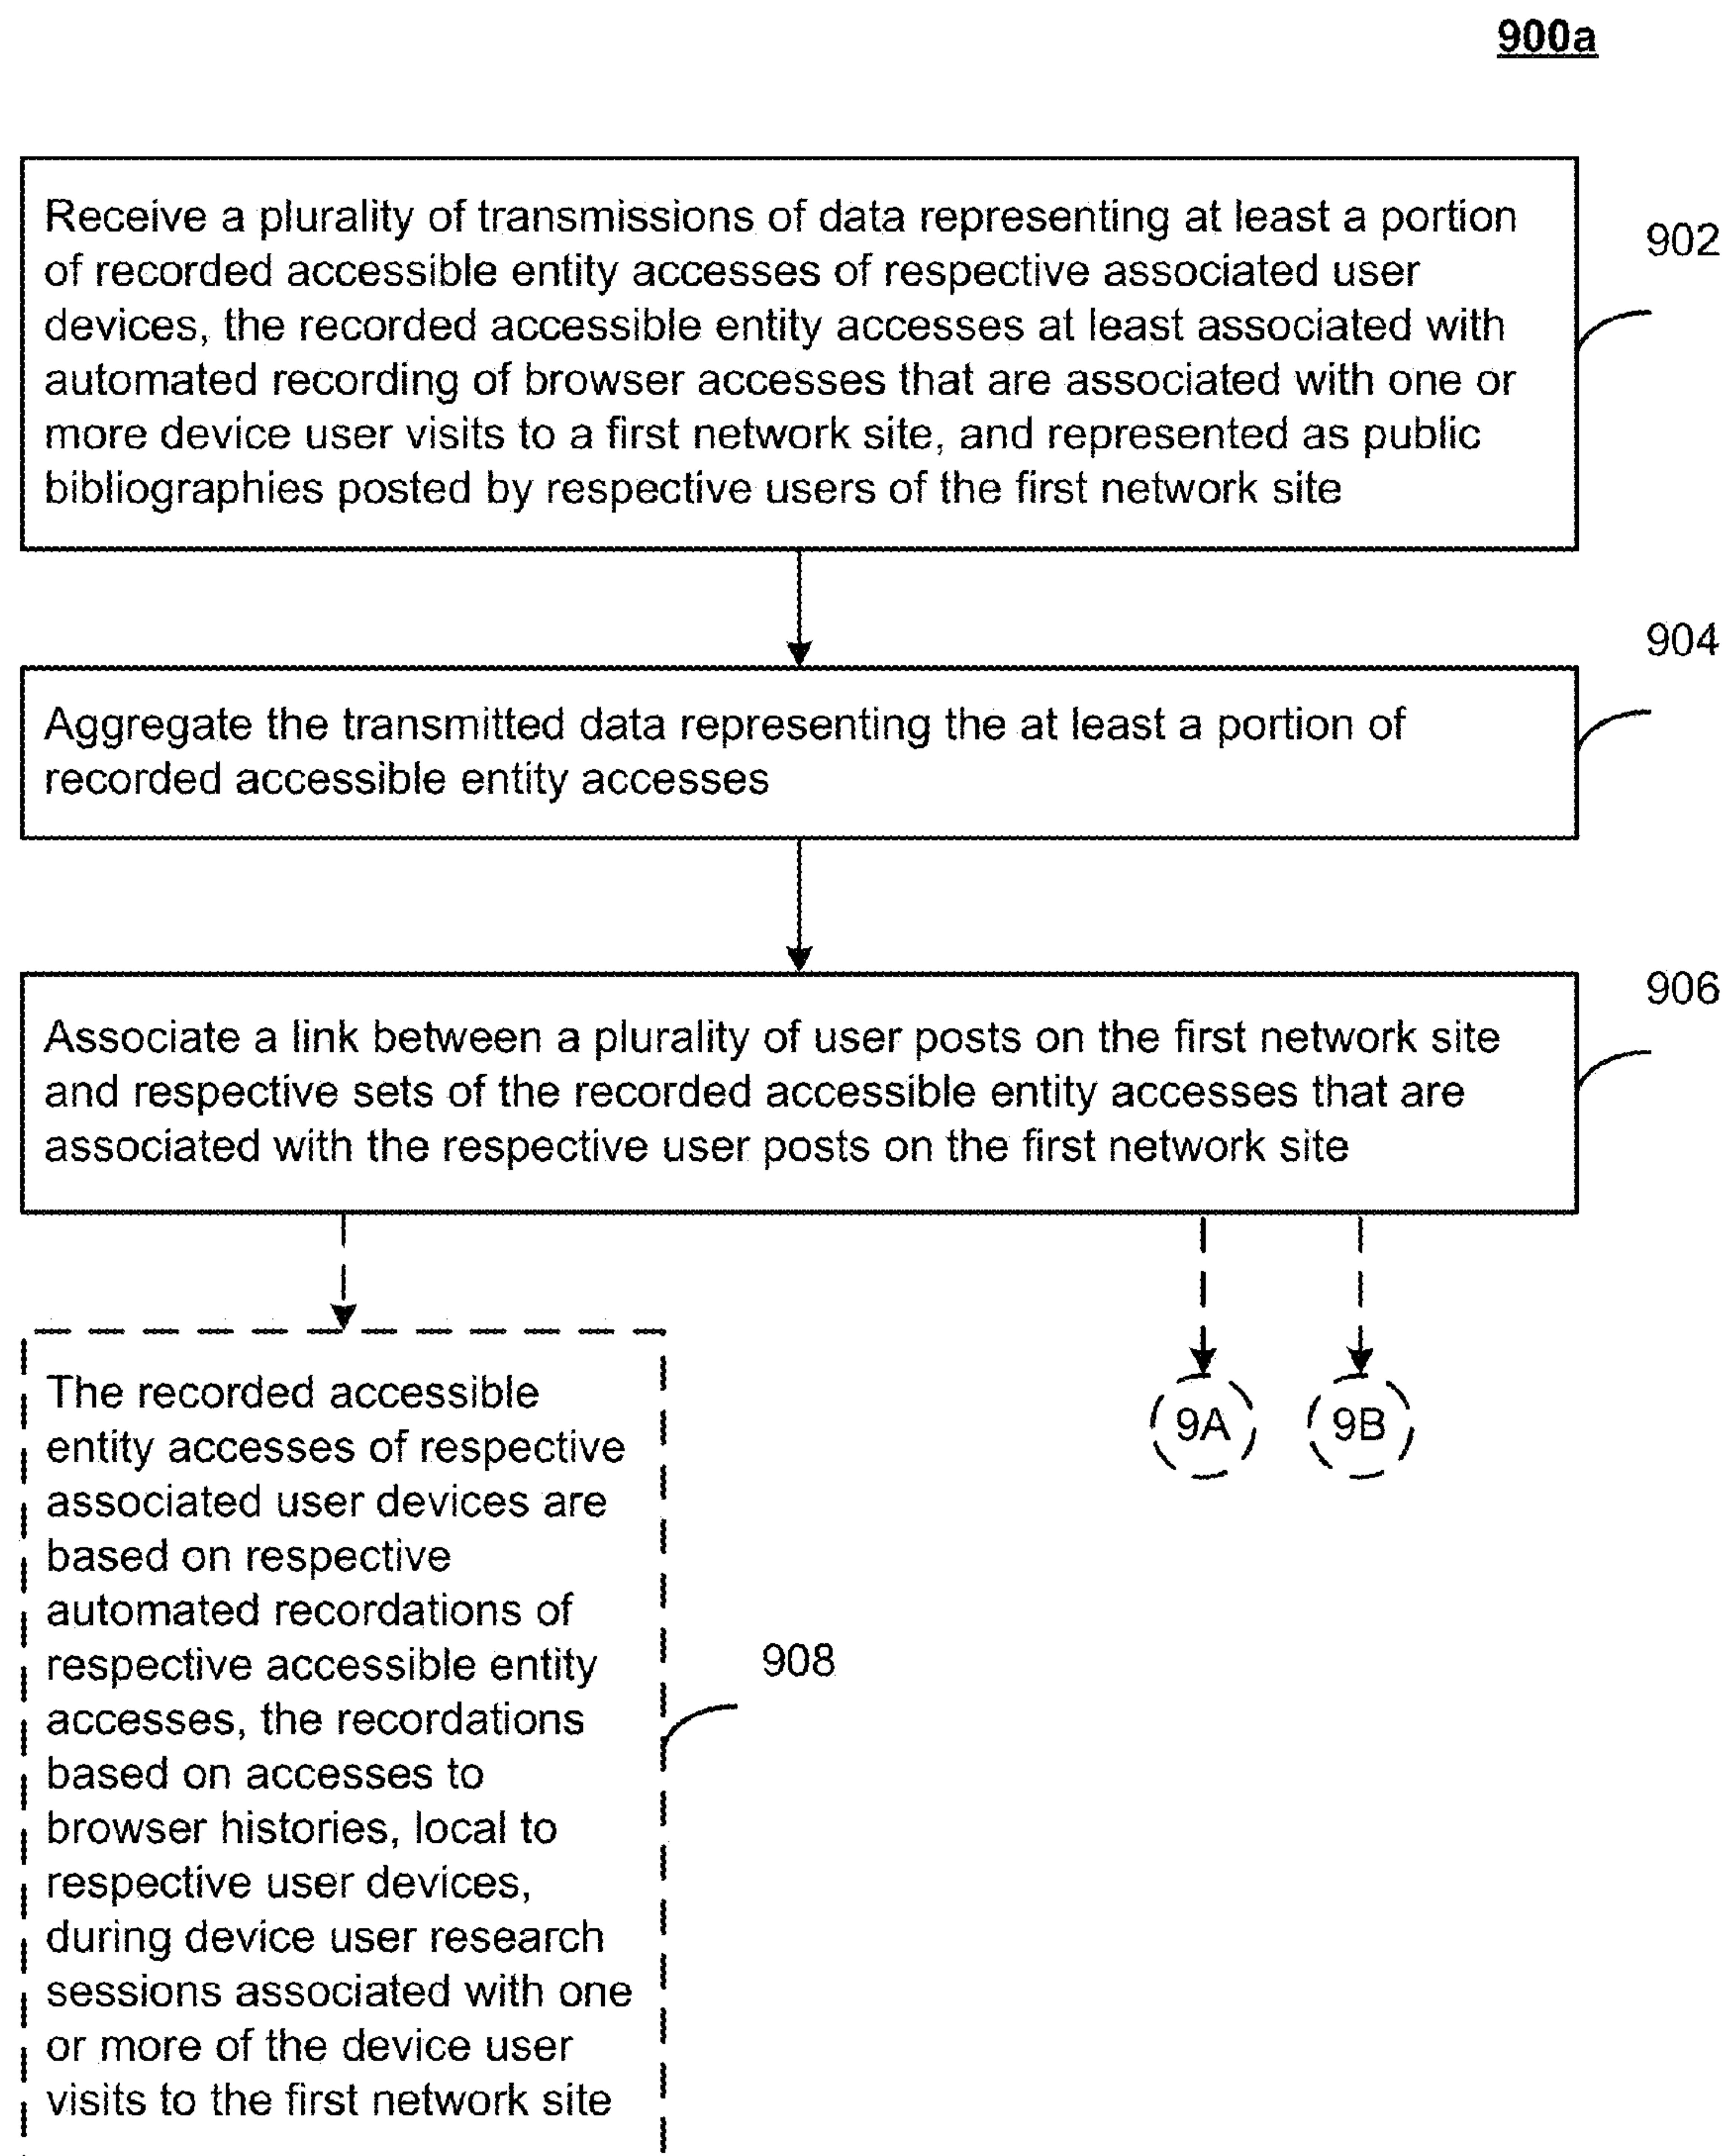 900a
Receive a plurality of transmissions of data representing at least a portion
of recorded accessible entity accesses of respective associated user
devices, the recorded accessible entity accesses at least associated with
automated recording of browser accesses that are associated with one or
more device user visits to a first network site, and represented as public
bibliographies posted by respective users of the first network site
902
Aggregate the transmitted data representing the at least a portion of
recorded accessible entity accesses
904
Associate a link between a plurality of user posts on the first network site
and respective sets of the recorded accessible entity accesses that are
associated with the respective user posts on the first network site
906
The recorded accessible
entity accesses of respective
associated user devices are
based on respective
automated recordations of
respective accessible entity
accesses, the recordations
based on accesses to
browser histories, local to
respective user devices,
during device user research
sessions associated with one
or more of the device user
visits to the first network site
908
9A
9B